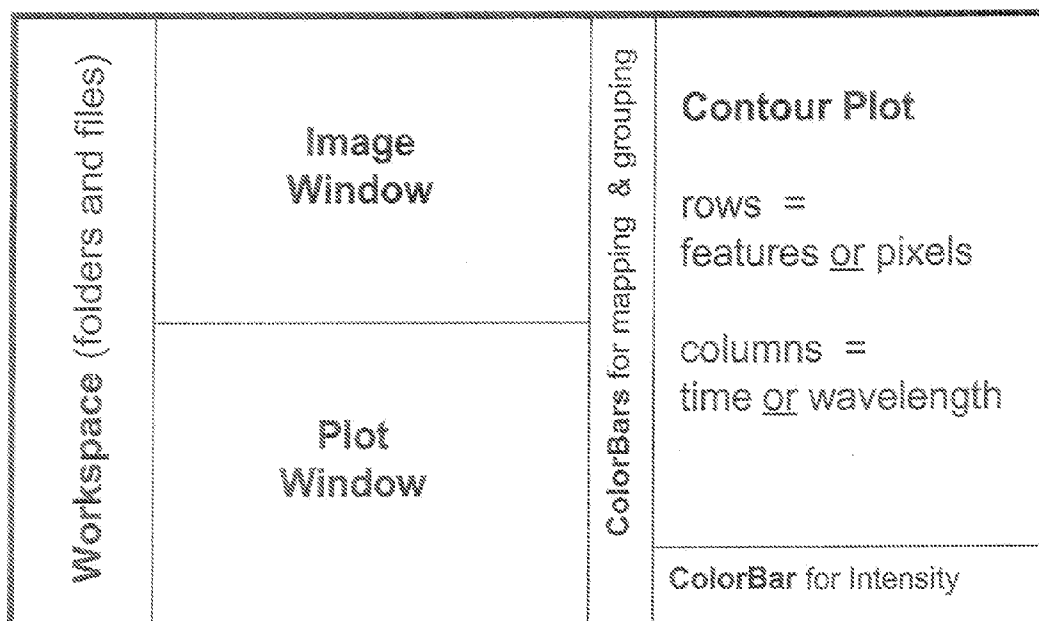 Workspace (folders and files)
Image
Window
Plot
Window
ColorBars for mapping & grouping
Contour Plot
rows =
features or pixels
columns =
time or wavelength
ColorBar for Intensity